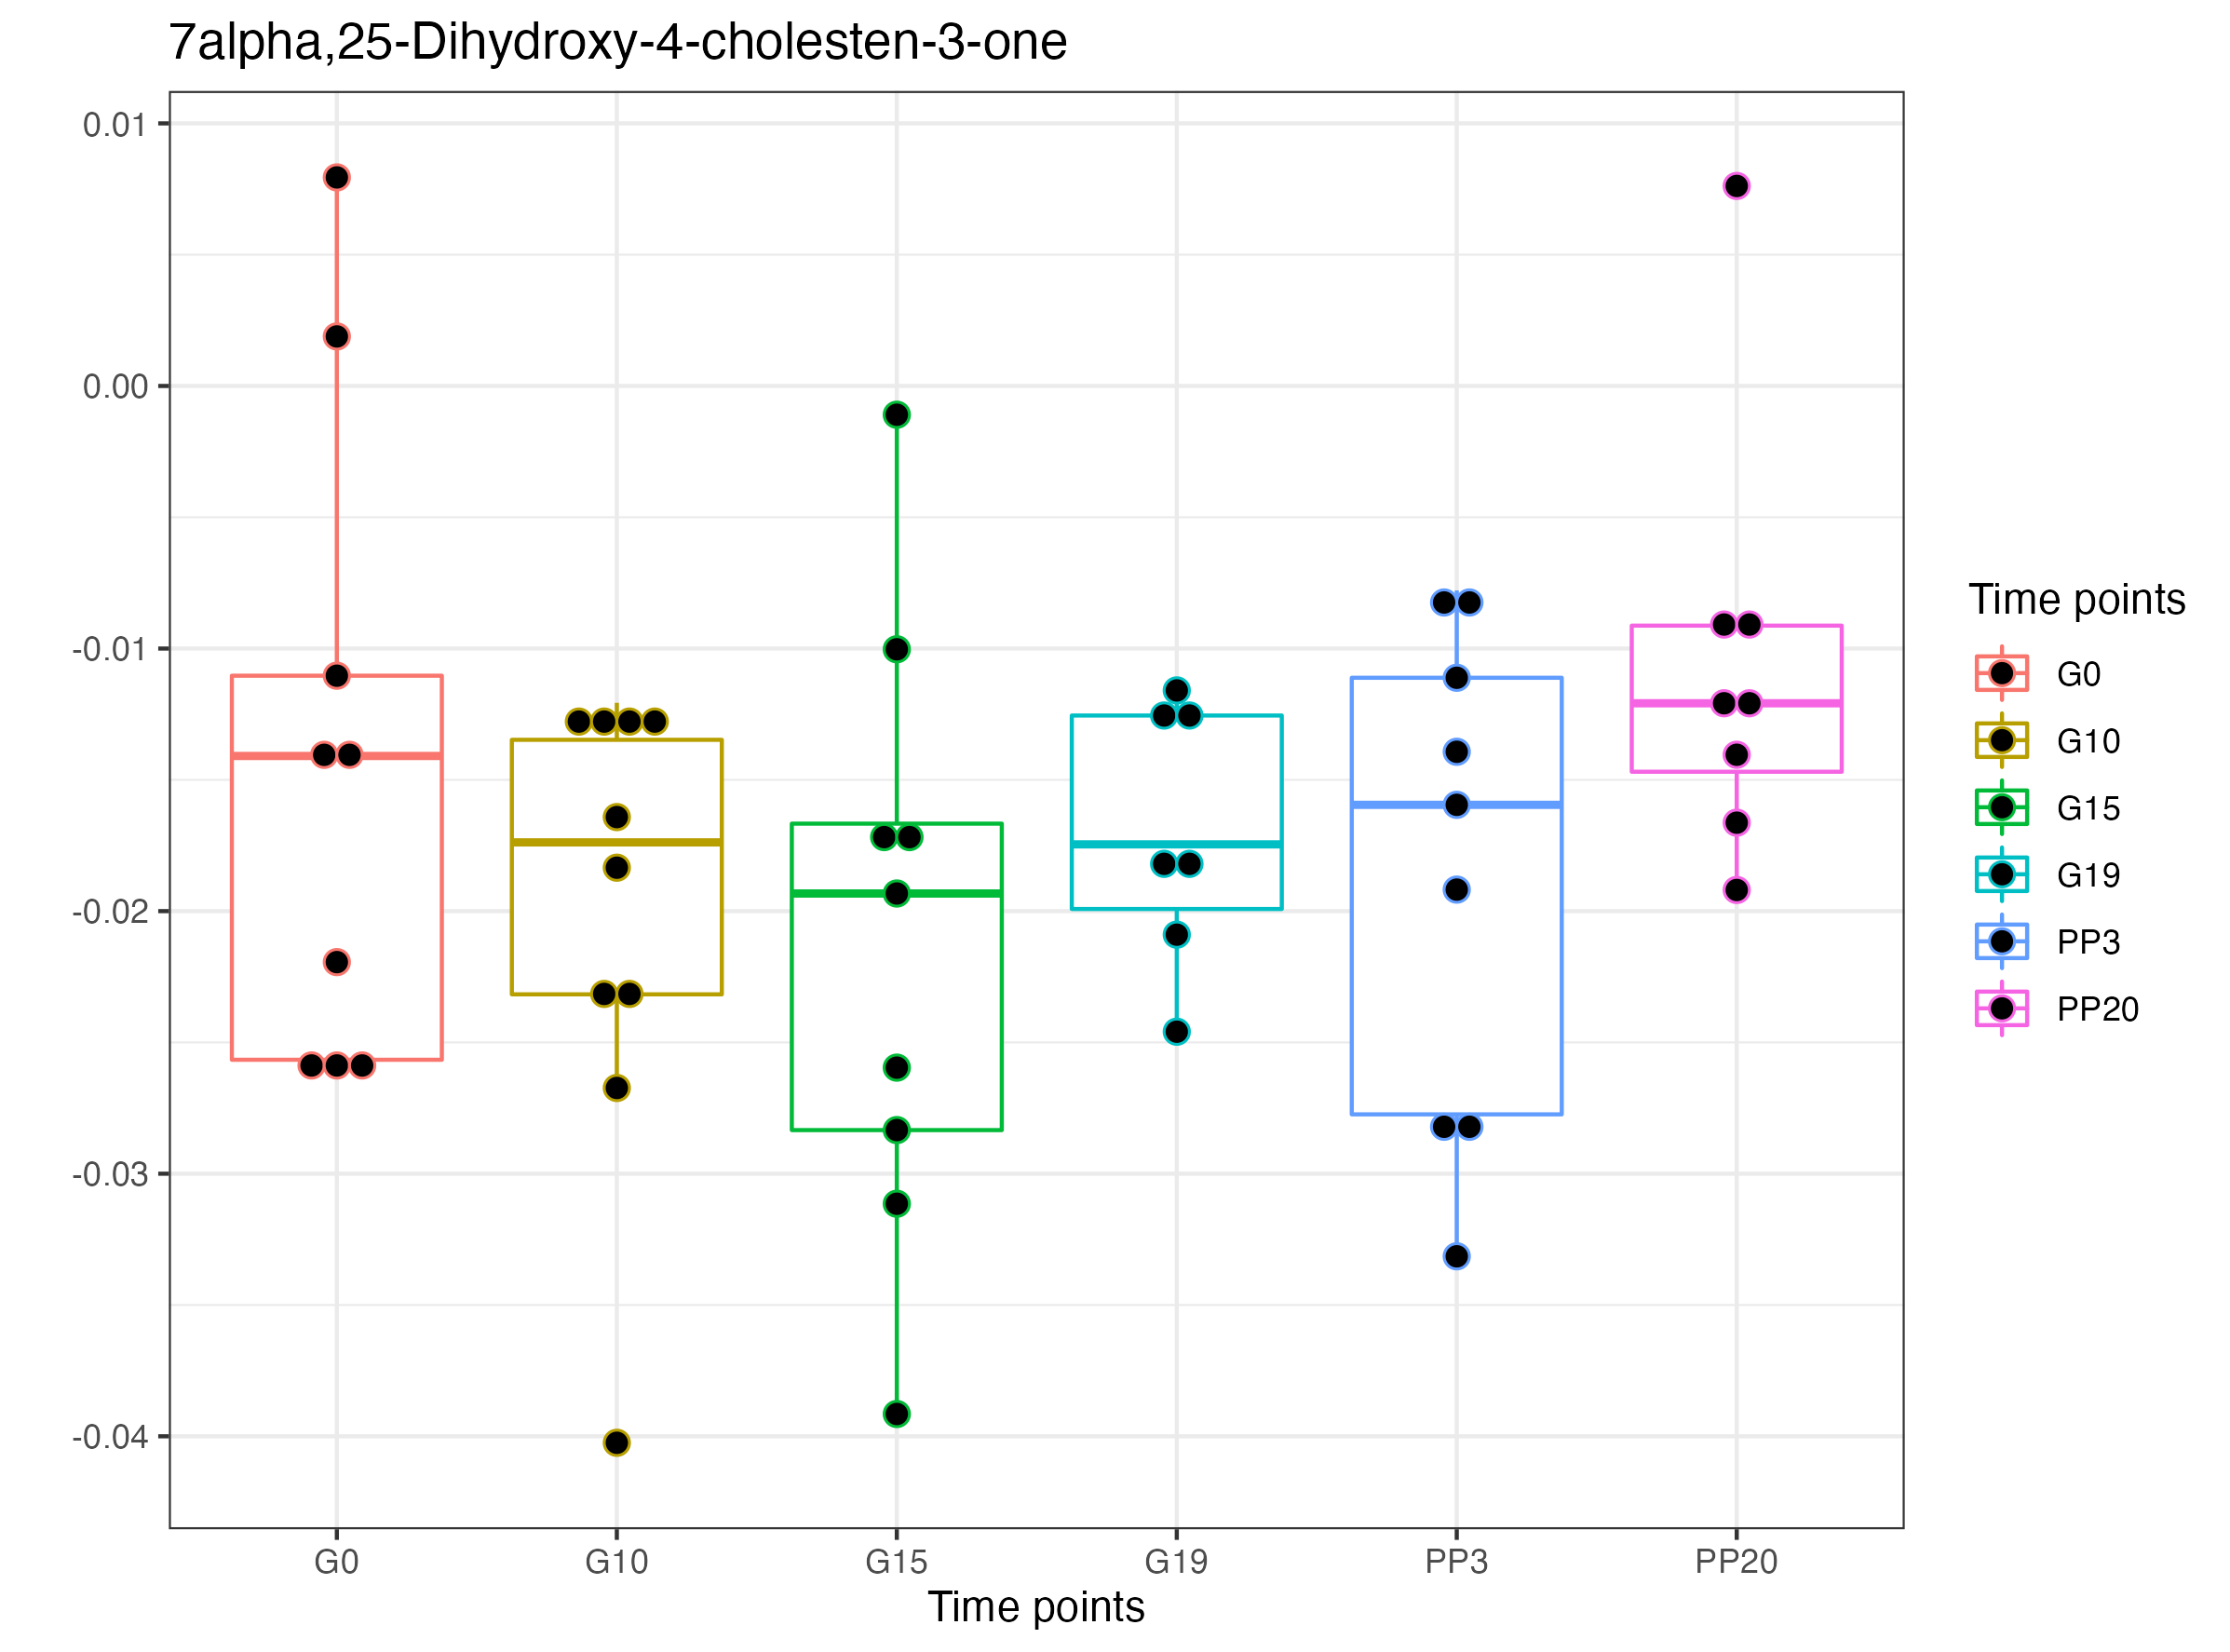 7alpha,25-Dihydroxy-4-cholesten-3-one
0.01
0.00
-0.01
-0.02
-0.03
-0.04
G0 G10 G15 G19 PP3 PP20
Time points
Time points
G0
G10
G15
G19
PP3
PP20